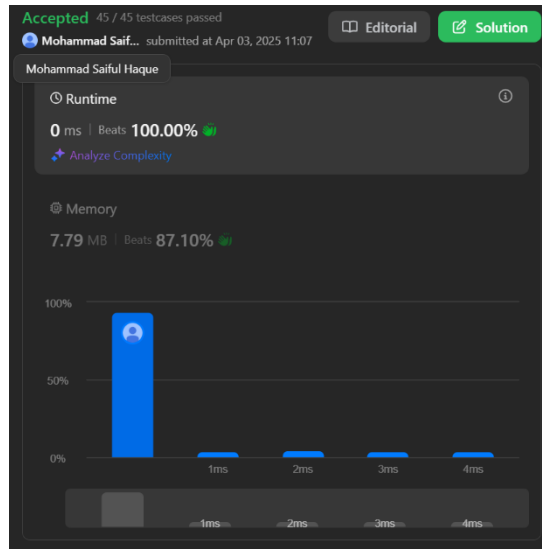 Accepted 45 / 45 testcases passed
Editorial
Solution
Mohammad Saif... submitted at Apr 03, 2025 11:07
Mohammad Saiful Haque
Runtime
0 ms | Beats 100.00%
Analyze Complexity
Memory
7.79 MB | Beats 87.10%
100%
50%
0%
1ms 2ms 3ms 4ms
1ms 2ms 3ms 4ms